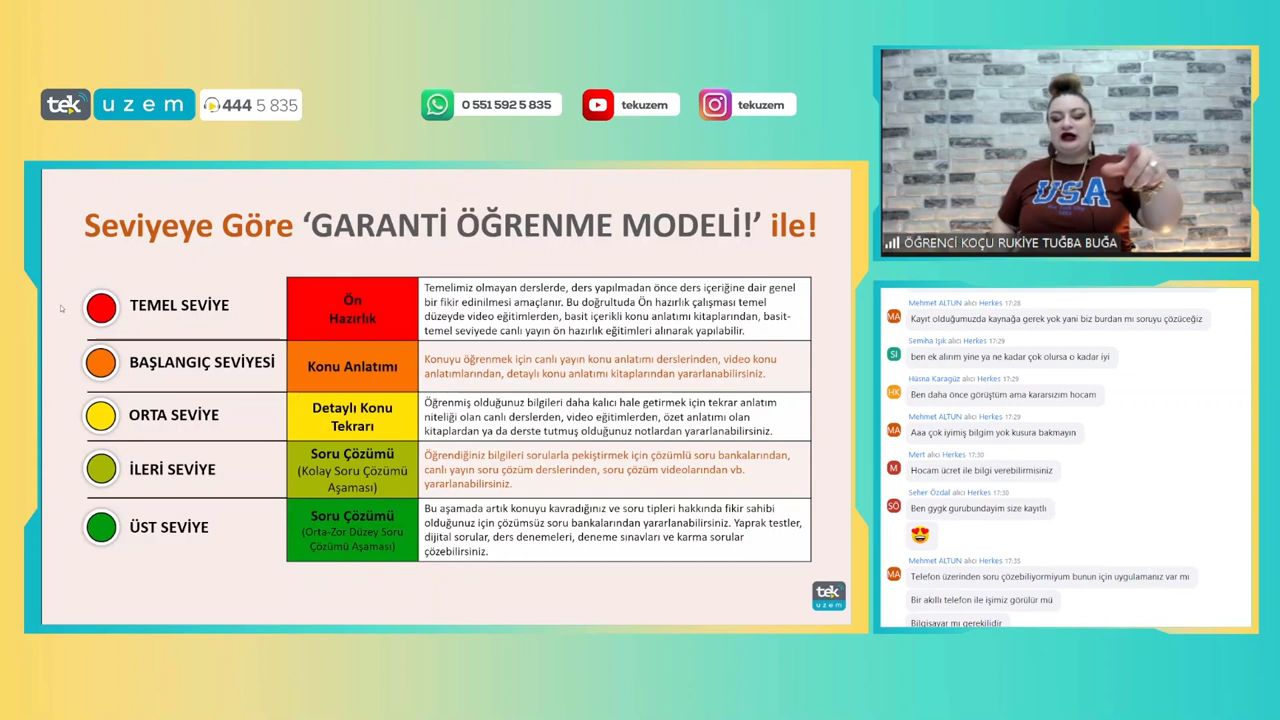 tek uzem 444 5 835
0 551 592 5 835
tekuzem
tekuzem
Seviyeye Göre ‘GARANTİ ÖĞRENME MODELİ!’ ile!
TEMEL SEVİYE
Ön
Hazırlık
Temelimiz olmayan derslerde, ders yapılmadan önce ders içeriğine dair genel
bir fikir edinilmesi amaçlanır. Bu doğrultuda Ön hazırlık çalışması temel
düzeyde video eğitimlerden, basit içerikli konu anlatımı kitaplarından, basit-
temel seviyede canlı yayın ön hazırlık eğitimleri alınarak yapılabilir.
BAŞLANGIÇ SEVİYESİ
Konu Anlatımı
Konuyu öğrenmek için canlı yayın konu anlatımı derslerinden, video konu
anlatımlarından, detaylı konu anlatımı kitaplarından yararlanabilirsiniz.
ORTA SEVİYE
Detaylı Konu
Tekrarı
Öğrenmiş olduğunuz bilgileri daha kalıcı hale getirmek için tekrar anlatım
niteliği olan canlı derslerden, video eğitimlerden, özet anlatımı olan
kitaplardan ya da derste tutmuş olduğunuz notlardan yararlanabilirsiniz.
İLERİ SEVİYE
Soru Çözümü
(Kolay Soru Çözümü
Aşaması)
Öğrendiğiniz bilgileri sorularla pekiştirmek için çözümlü soru bankalarından,
canlı yayın soru çözüm derslerinden, soru çözüm videolarından vb.
yararlanabilirsiniz.
ÜST SEVİYE
Soru Çözümü
(Orta-Zor Düzey Soru
Çözümü Aşaması)
Bu aşamada artık konuyu kavradığınız ve soru tipleri hakkında fikir sahibi
olduğunuz için çözümsüz soru bankalarından yararlanabilirsiniz. Yaprak testler,
dijital sorular, ders denemeleri, deneme sınavları ve karma sorular
çözebilirsiniz.
tek
uzem
USA
ÖĞRENCİ KOÇU RUKİYE TUĞBA BUĞA
Mehmet ALTUN alıcı Herkes 17:28
MA Kayıt olduğumuzda kaynağa gerek yok yani biz burdan mı soruyu çözüceğiz
Semiha Işık alıcı Herkes 17:29
SI ben ek alırım yine ya ne kadar çok olursa o kadar iyi
Hüsna Karagüz alıcı Herkes 17:29
HK Ben daha önce görüştüm ama kararsızım hocam
Mehmet ALTUN alıcı Herkes 17:29
MA Aaa çok iyimiş bilgim yok kusura bakmayın
Mert alıcı Herkes 17:30
M Hocam ücret ile bilgi verebilirmisiniz
Seher Özdal alıcı Herkes 17:30
SÖ Ben gygk gurubundayim size kayıtlı
Mehmet ALTUN alıcı Herkes 17:35
MA Telefon üzerinden soru çözebiliyormiyum bunun için uygulamanız var mı
Bir akıllı telefon ile işimiz görülür mü
Bilgisayar mı gerekilidir